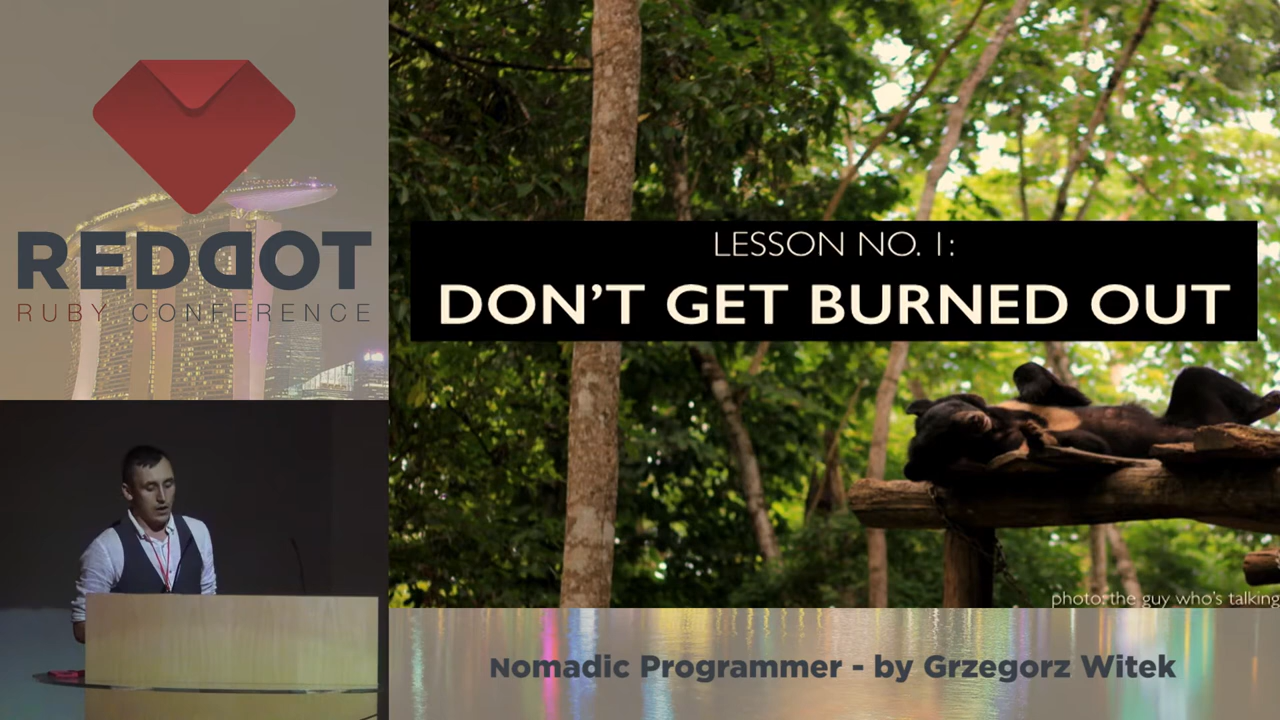 REDDOT
RUBY CONFERENCE
LESSON NO. 1:
DON'T GET BURNED OUT
photo: the guy who's talking
Nomadic Programmer - by Grzegorz Witek